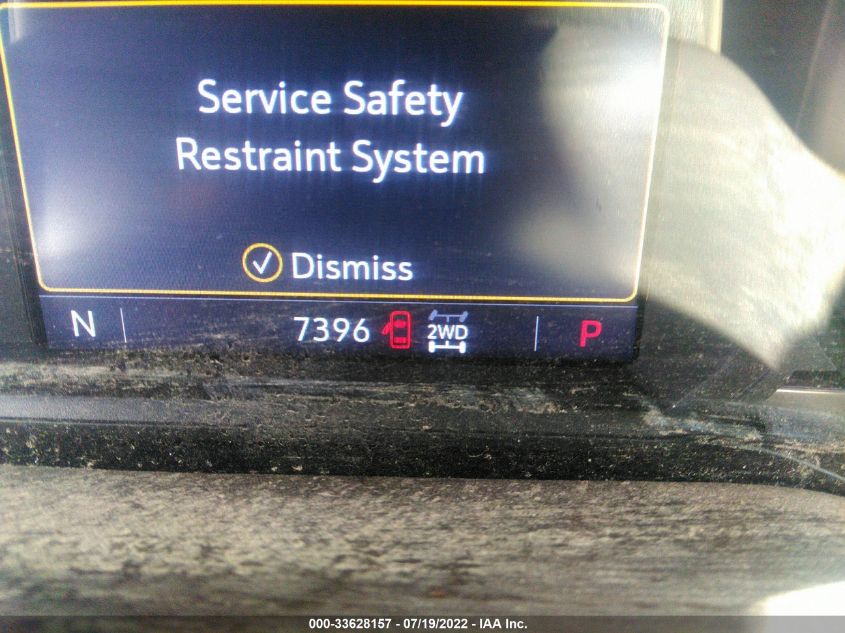 Service Safety
Restraint System
Dismiss
N 7396 2WD P
000-33628157 - 07/19/2022 - IAA Inc.